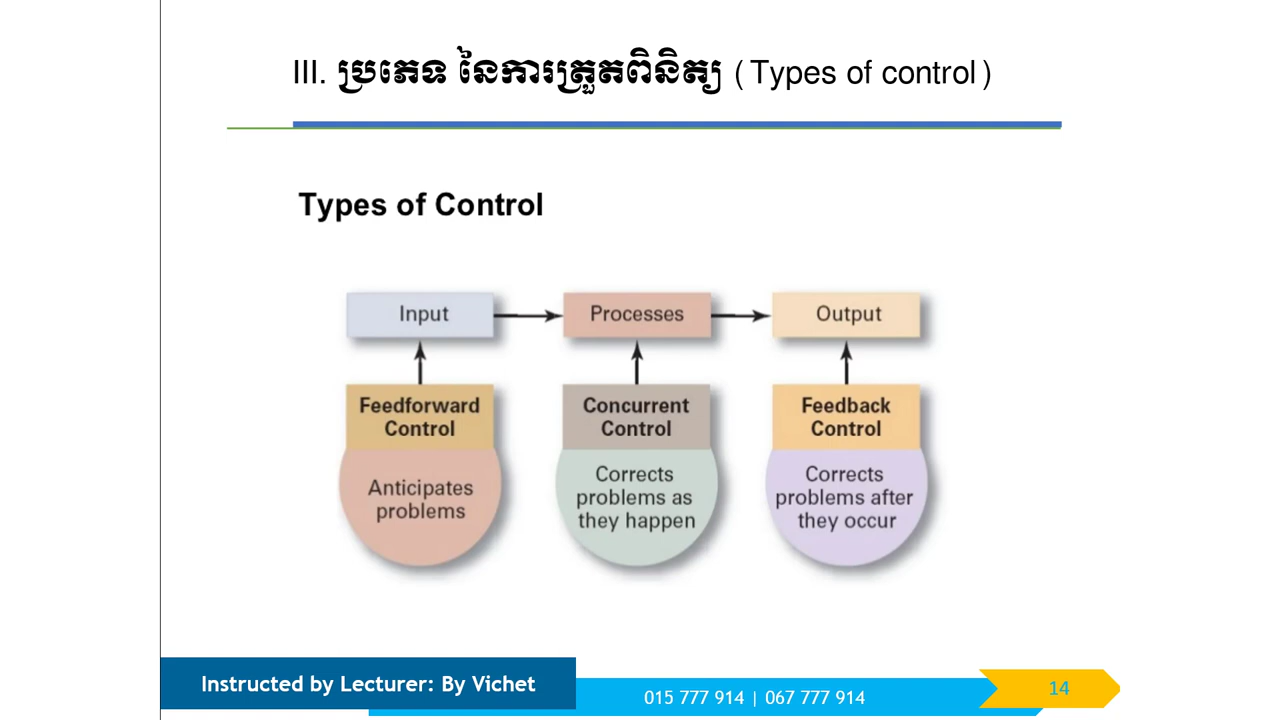 III. ប្រភេទ នៃការត្រួតពិនិត្យ (Types of control)
Types of Control
Input
Processes
Output
Feedforward
Control
Concurrent
Control
Feedback
Control
Anticipates
problems
Corrects
problems as
they happen
Corrects
problems after
they occur
Instructed by Lecturer: By Vichet
015 777 914 | 067 777 914
14